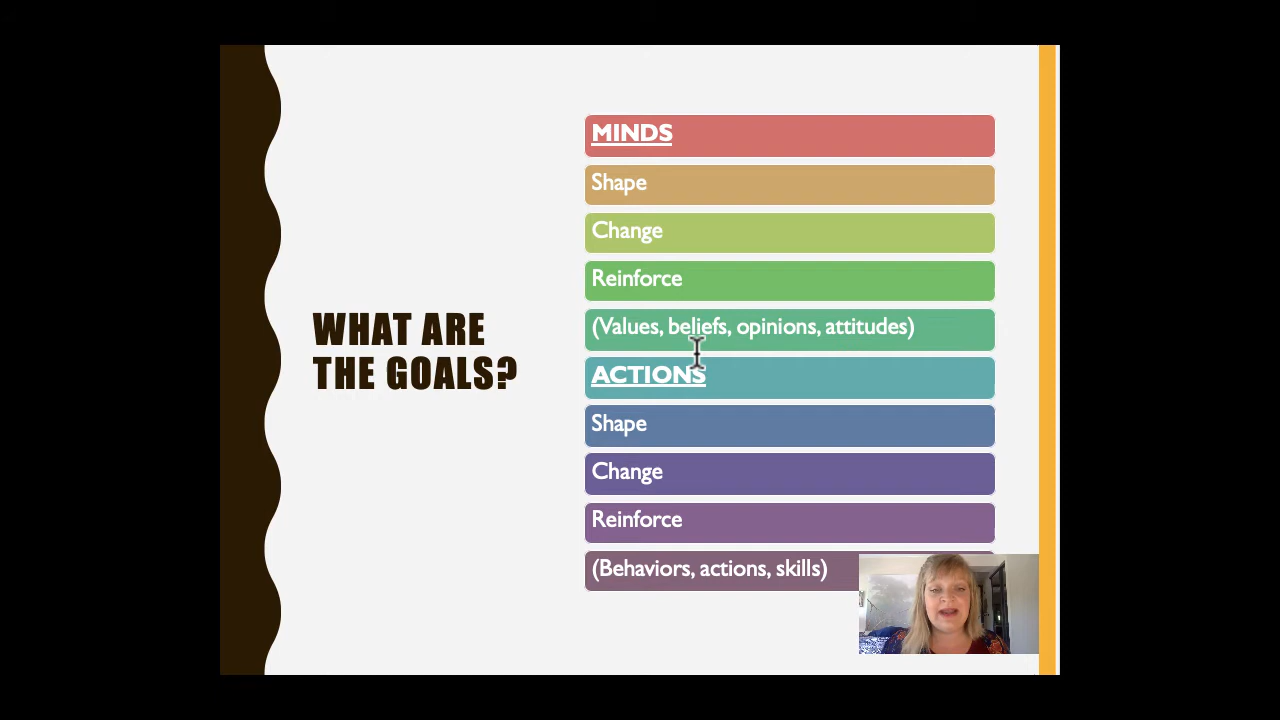 WHAT ARE
THE GOALS?
MINDS
Shape
Change
Reinforce
(Values, beliefs, opinions, attitudes)
ACTIONS
Shape
Change
Reinforce
(Behaviors, actions, skills)